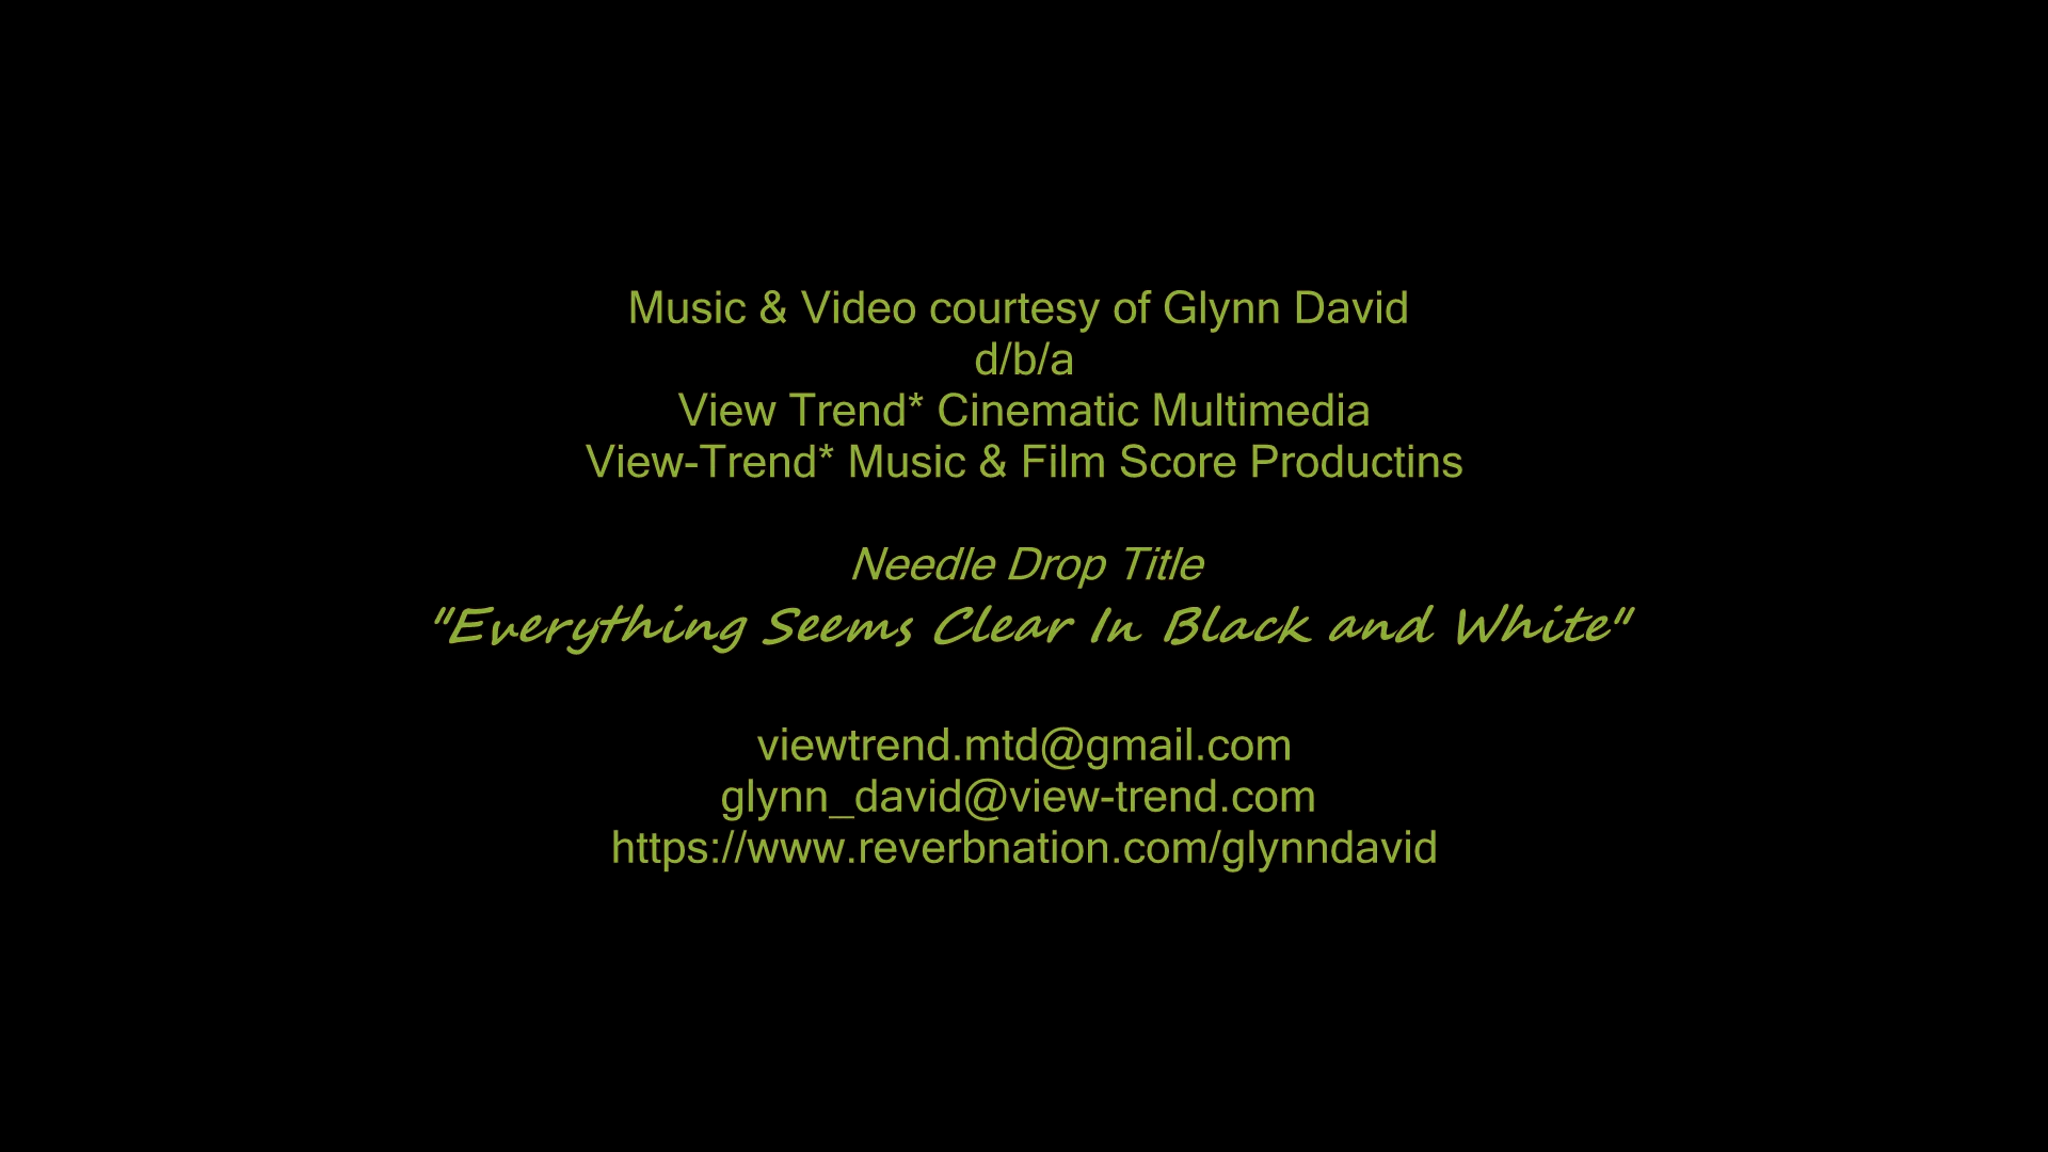 Music & Video courtesy of Glynn David
d/b/a
View Trend* Cinematic Multimedia
View-Trend* Music & Film Score Productins
Needle Drop Title
"Everything Seems Clear In Black and White"
viewtrend.mtd@gmail.com
glynn_david@view-trend.com
https://www.reverbnation.com/glynndavid